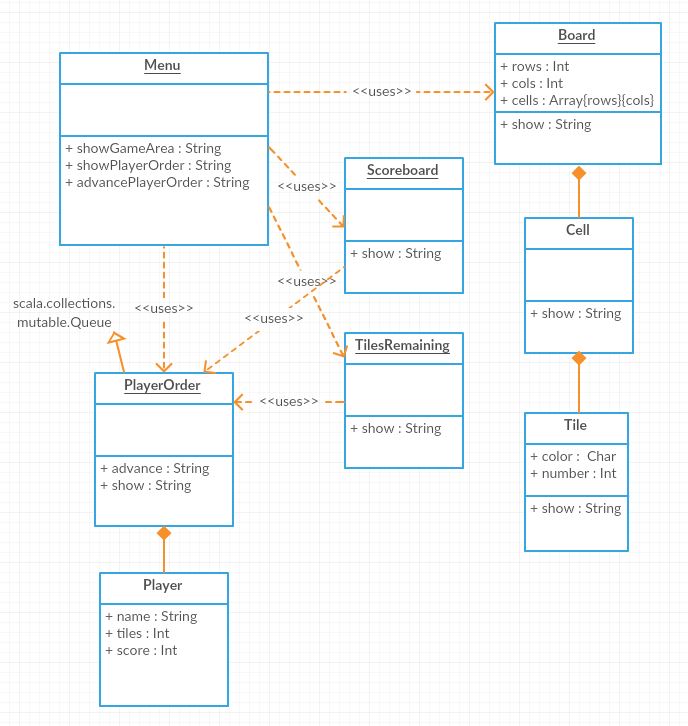 Menu
+ showGameArea : String
+ showPlayerOrder : String
+ advancePlayerOrder : String
<<uses>>
Board
+ rows : Int
+ cols : Int
+ cells : Array{rows}{cols}
+ show : String
<<uses>>
Scoreboard
+ show : String
Cell
+ show : String
<<uses>>
<<uses>>
<<uses>>
scala.collections.
mutable.Queue
TilesRemaining
+ show : String
<<uses>>
PlayerOrder
+ advance : String
+ show : String
Tile
+ color :  Char
+ number : Int
+ show : String
Player
+ name : String
+ tiles : Int
+ score : Int